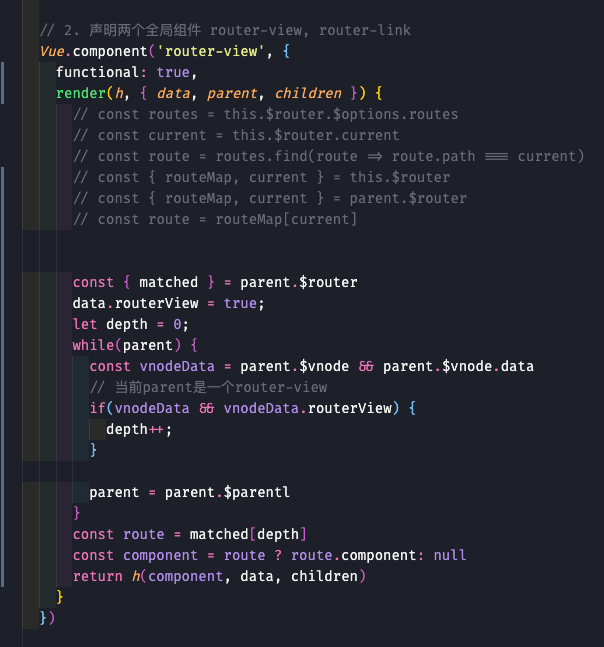 // 2. 声明两个全局组件 router-view, router-link
Vue.component('router-view', {
functional: true,
render(h, { data, parent, children }) {
// const routes = this.$router.$options.routes
// const current = this.$router.current
// const route = routes.find(route => route.path === current)
// const { routeMap, current } = this.$router
// const { routeMap, current } = parent.$router
// const route = routeMap[current]
const { matched } = parent.$router
data.routerView = true;
let depth = 0;
while(parent) {
const vnodeData = parent.$vnode && parent.$vnode.data
// 当前parent是一个router-view
if(vnodeData && vnodeData.routerView) {
depth++;
}
parent = parent.$parentl
}
const route = matched[depth]
const component = route ? route.component: null
return h(component, data, children)
}
})